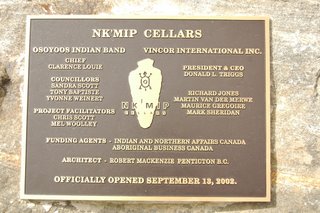 NK'MIP CELLARS
OSOYOOS INDIAN BAND
CHIEF
CLARENCE LOUIE
COUNCILLORS
SANDRA SCOTT
TONY BAPTISTE
YVONNE WEINERT
PROJECT FACILITATORS
CHRIS SCOTT
MEL WOOLLEY
NK'MIP
CELLARS
VINCOR INTERNATIONAL INC.
PRESIDENT & CEO
DONALD L. TRIGGS
RICHARD JONES
MARTIN VAN DER MERWE
MAURICE GREGOIRE
MARK SHERIDAN
FUNDING AGENTS - INDIAN AND NORTHERN AFFAIRS CANADA
ABORIGINAL BUSINESS CANADA
ARCHITECT - ROBERT MACKENZIE PENTICTON B.C.
OFFICIALLY OPENED SEPTEMBER 13, 2002.